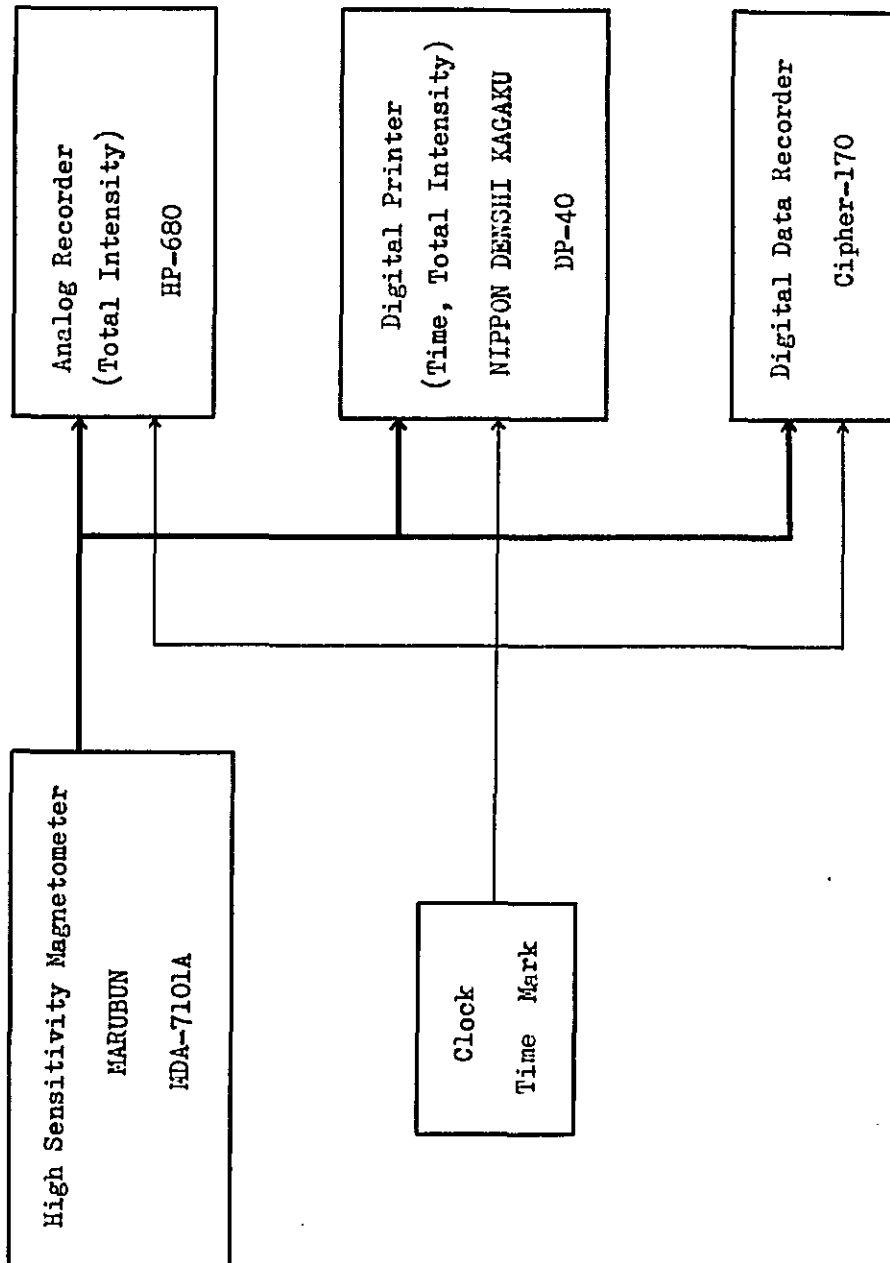 High Sensitivity Magnetometer
MARUBUN
MDA-7101A
Clock
Time Mark
Analog Recorder
(Total Intensity)
HP-680
Digital Printer
(Time, Total Intensity)
NIPPON DENSHI KAGAKU
DP-40
Digital Data Recorder
Cipher-170